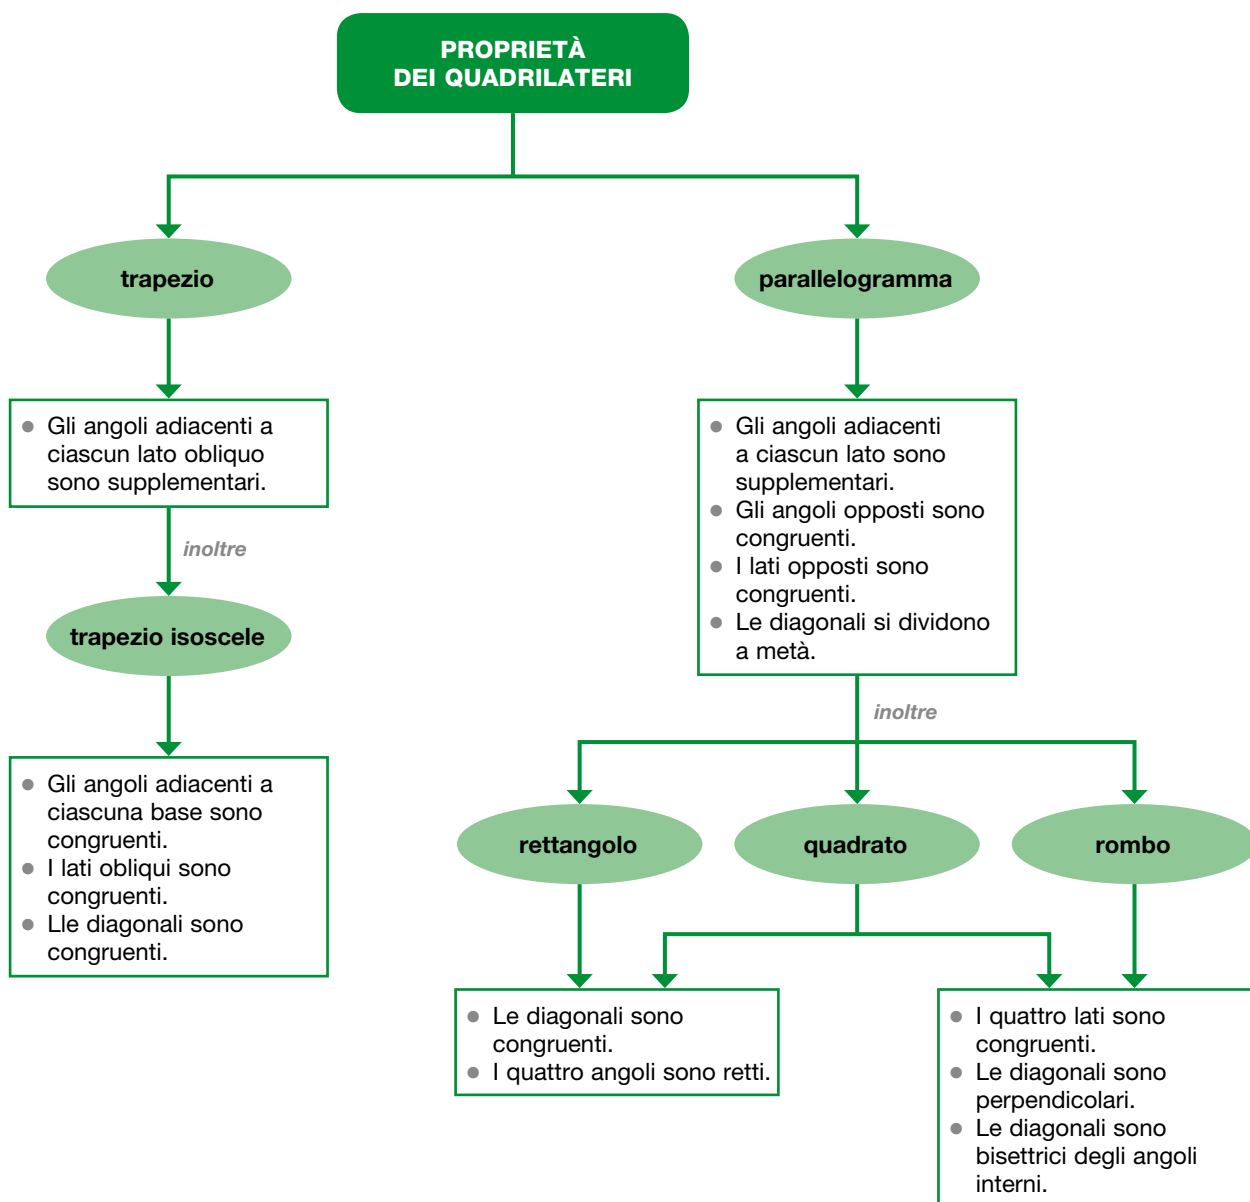 PROPRIETÀ
DEI QUADRILATERI
trapezio
parallelogramma
● Gli angoli adiacenti a
ciascun lato obliquo
sono supplementari.
● Gli angoli adiacenti
a ciascun lato sono
supplementari.
● Gli angoli opposti sono
congruenti.
● I lati opposti sono
congruenti.
● Le diagonali si dividono
a metà.
inoltre
trapezio isoscele
inoltre
● Gli angoli adiacenti a
ciascuna base sono
congruenti.
● I lati obliqui sono
congruenti.
● Lle diagonali sono
congruenti.
rettangolo
quadrato
rombo
● Le diagonali sono
congruenti.
● I quattro angoli sono retti.
● I quattro lati sono
congruenti.
● Le diagonali sono
perpendicolari.
● Le diagonali sono
bisettrici degli angoli
interni.